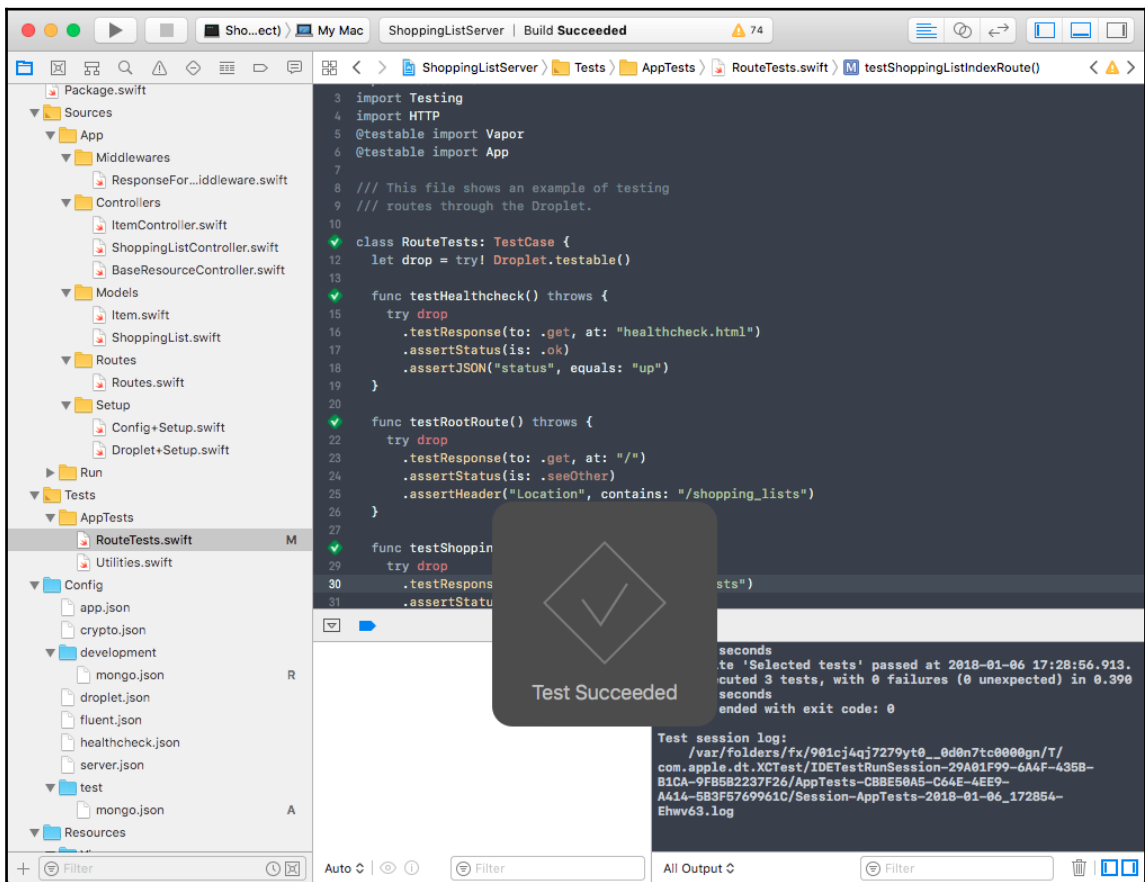 Sho...ect) My Mac ShoppingListServer | Build Succeeded 74
ShoppingListServer Tests AppTests RouteTests.swift M testShoppingListIndexRoute()
Package.swift
Sources
App
Middlewares
ResponseFor...iddleware.swift
Controllers
ItemController.swift
ShoppingListController.swift
BaseResourceController.swift
Models
Item.swift
ShoppingList.swift
Routes
Routes.swift
Setup
Config+Setup.swift
Droplet+Setup.swift
Run
Tests
AppTests
RouteTests.swift M
Utilities.swift
Config
app.json
crypto.json
development
mongo.json R
droplet.json
fluent.json
healthcheck.json
server.json
test
mongo.json A
Resources
Filter
3 import Testing
4 import HTTP
5 @testable import Vapor
6 @testable import App
7
8 /// This file shows an example of testing
9 /// routes through the Droplet.
10
class RouteTests: TestCase {
12 let drop = try! Droplet.testable()
13
func testHealthcheck() throws {
15 try drop
16 .testResponse(to: .get, at: "healthcheck.html")
17 .assertStatus(is: .ok)
18 .assertJSON("status", equals: "up")
19 }
20
func testRootRoute() throws {
22 try drop
23 .testResponse(to: .get, at: "/")
24 .assertStatus(is: .seeOther)
25 .assertHeader("Location", contains: "/shopping_lists")
26 }
27
func testShoppin
29 try drop
30 .testRespons sts")
31 .assertStatu
Test Succeeded
seconds
te 'Selected tests' passed at 2018-01-06 17:28:56.913.
cuted 3 tests, with 0 failures (0 unexpected) in 0.390
seconds
ended with exit code: 0
Test session log:
/var/folders/fx/901cj4qj7279yt0__0d0n7tc0000gn/T/
com.apple.dt.XCTest/IDETestRunSession-29A01F99-6A4F-435B-
B1CA-9FB5B2237F26/AppTests-CBBE50A5-C64E-4EE9-
A414-5B3F5769961C/Session-AppTests-2018-01-06_172854-
Ehwv63.log
Auto Filter
All Output Filter